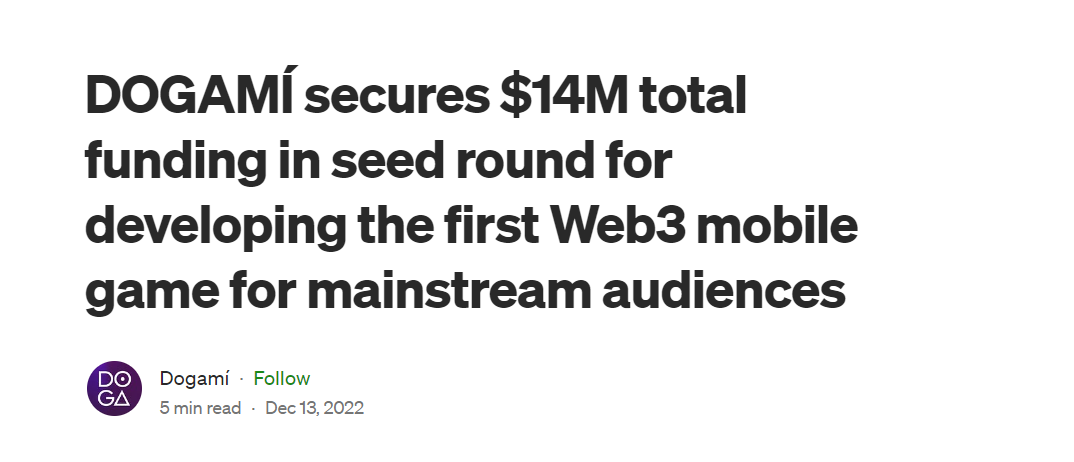 DOGAMÍ secures $14M total
funding in seed round for
developing the first Web3 mobile
game for mainstream audiences
DO
GA
Dogamí · Follow
5 min read · Dec 13, 2022